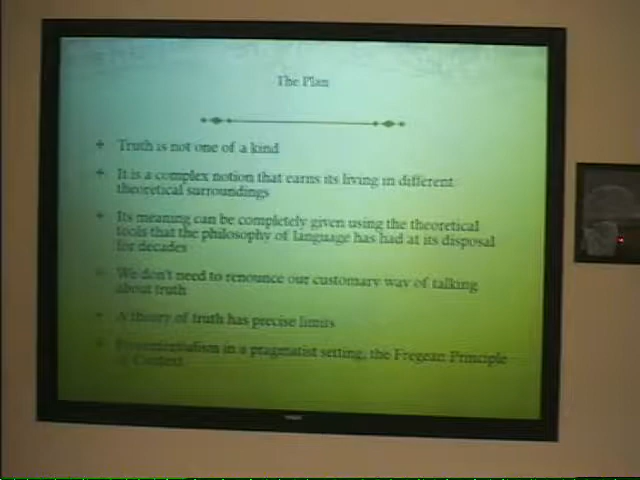 The Plan
Truth is not one of a kind
It is a complex notion that earns its living in different
theoretical surroundings
Its meaning can be completely given using the theoretical
tools that the philosophy of language has had at its disposal
for decades
We don't need to renounce our customary way of talking
about truth
A theory of truth has precise limits
in a pragmatist setting, the Fregean Principle
of Context